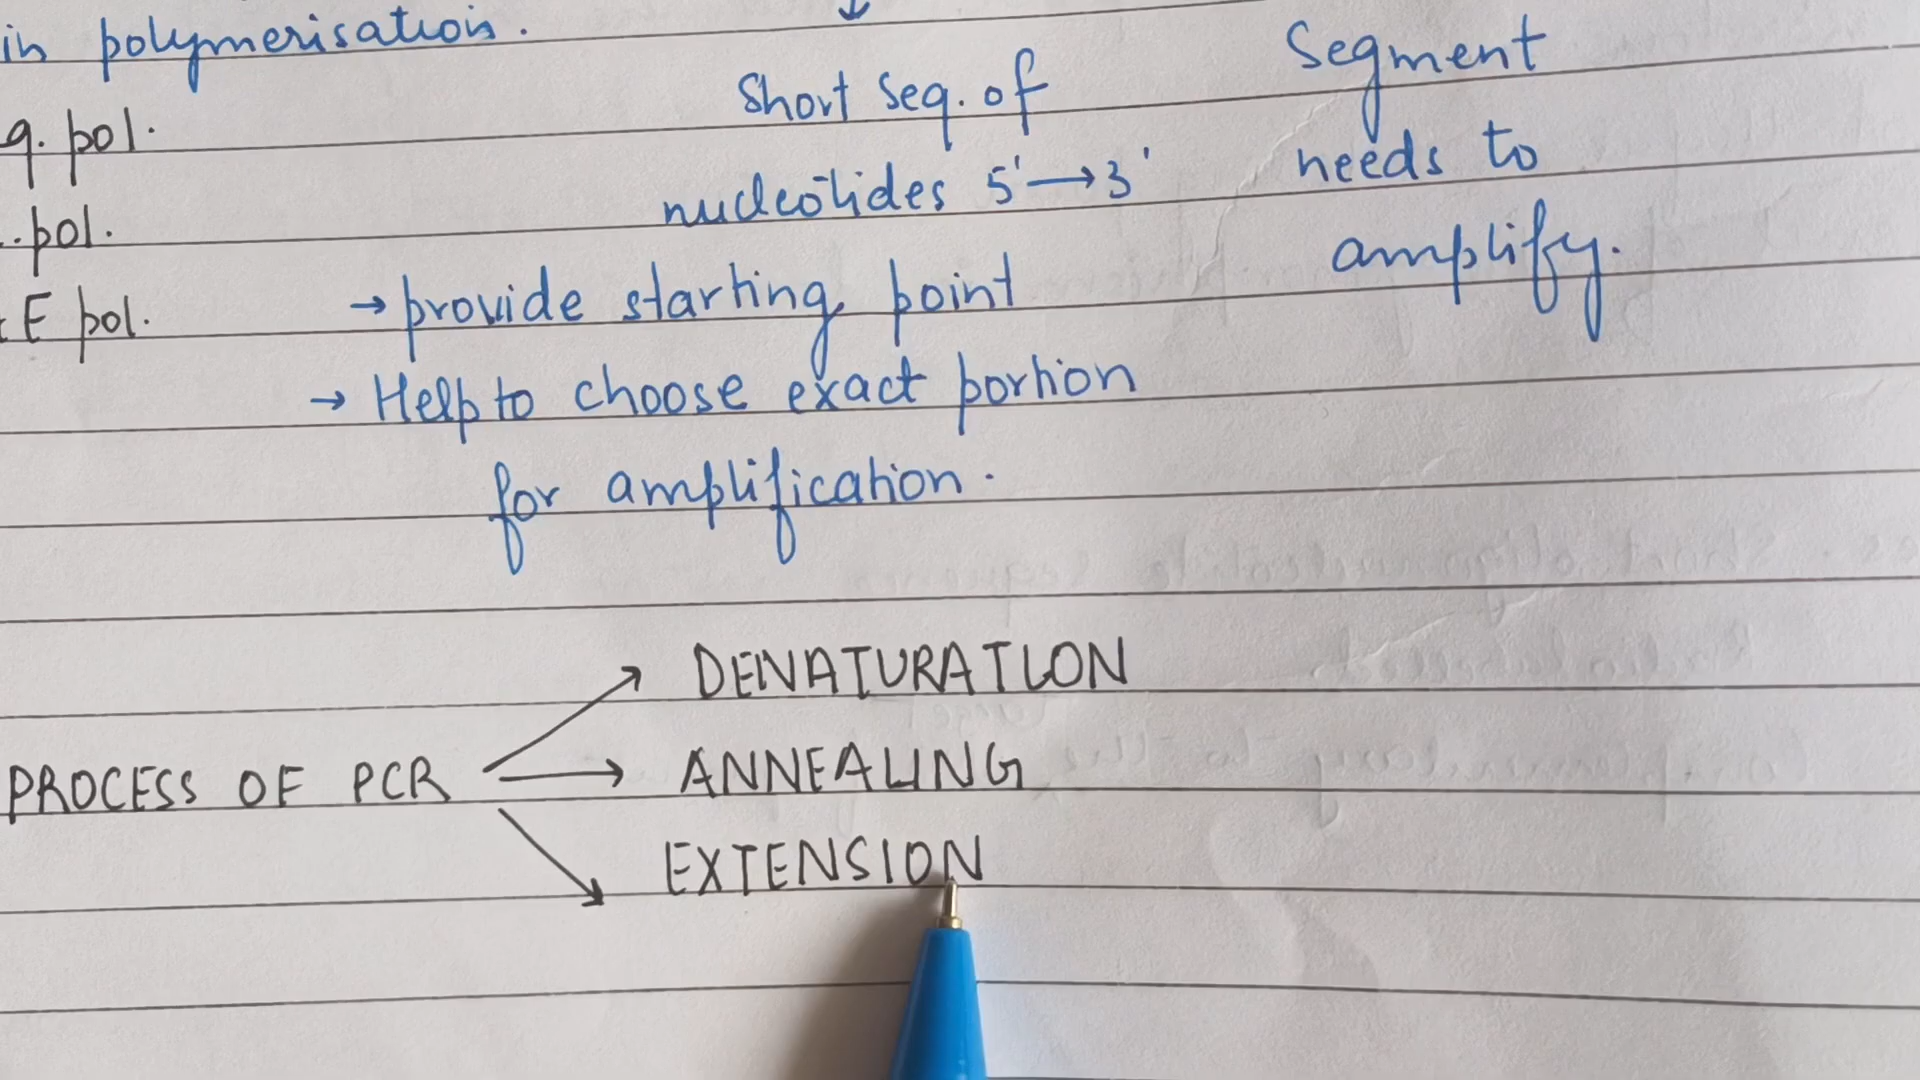 in polymerisation.
q. pol.
pol.
E pol.
Short Seq. of
nucleotides 5'→3'
→ provide starting point
→ Help to choose exact portion
for amplification.
Segment
needs to
amplify.
PROCESS OF PCR
→ DENATURATION
→ ANNEALING
→ EXTENSION